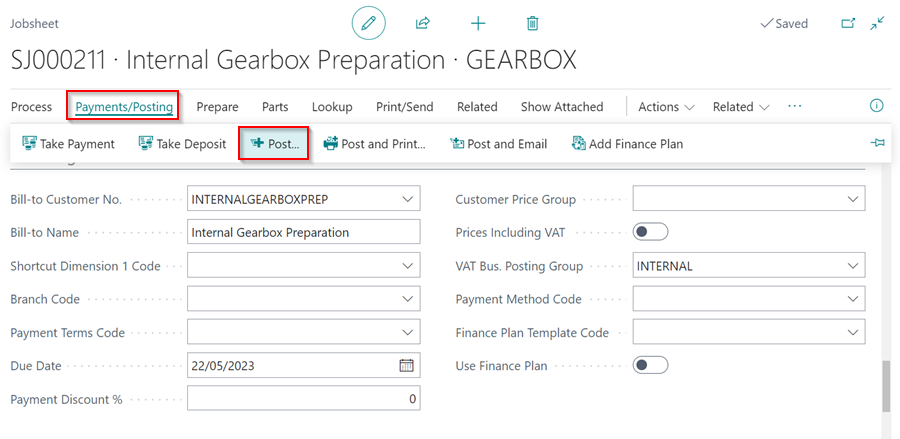 Jobsheet
Saved
SJ000211 · Internal Gearbox Preparation · GEARBOX
Process Payments/Posting Prepare Parts Lookup Print/Send Related Show Attached Actions Related ...
Take Payment Take Deposit Post... Post and Print... Post and Email Add Finance Plan
Bill-to Customer No. INTERNALGEARBOXPREP Customer Price Group
Bill-to Name Internal Gearbox Preparation Prices Including VAT
Shortcut Dimension 1 Code VAT Bus. Posting Group INTERNAL
Branch Code Payment Method Code
Payment Terms Code Finance Plan Template Code
Due Date 22/05/2023 Use Finance Plan
Payment Discount % 0